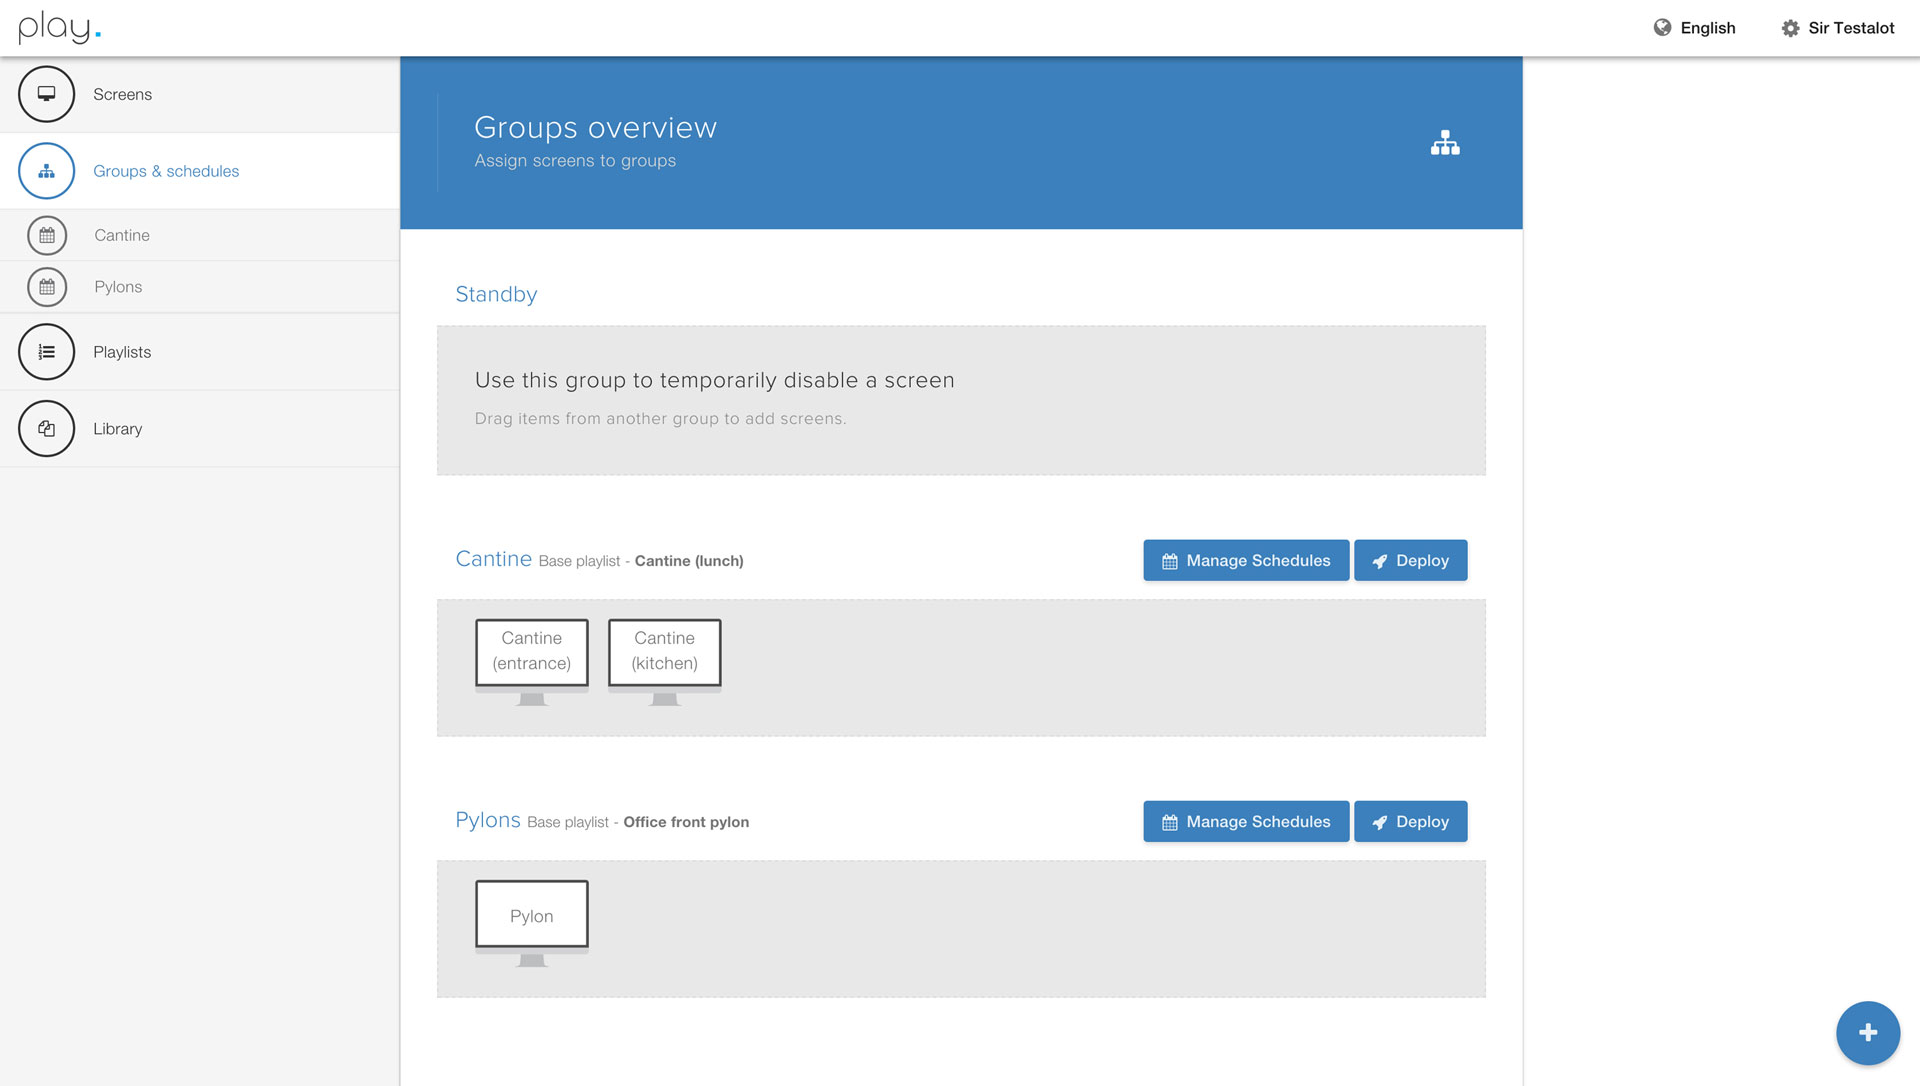 play.
English
Sir Testalot
Screens
Groups & schedules
Cantine
Pylons
Playlists
Library
Groups overview
Assign screens to groups
Standby
Use this group to temporarily disable a screen
Drag items from another group to add screens.
Cantine Base playlist - Cantine (lunch)
Manage Schedules
Deploy
Cantine
(entrance)
Cantine
(kitchen)
Pylons Base playlist - Office front pylon
Manage Schedules
Deploy
Pylon